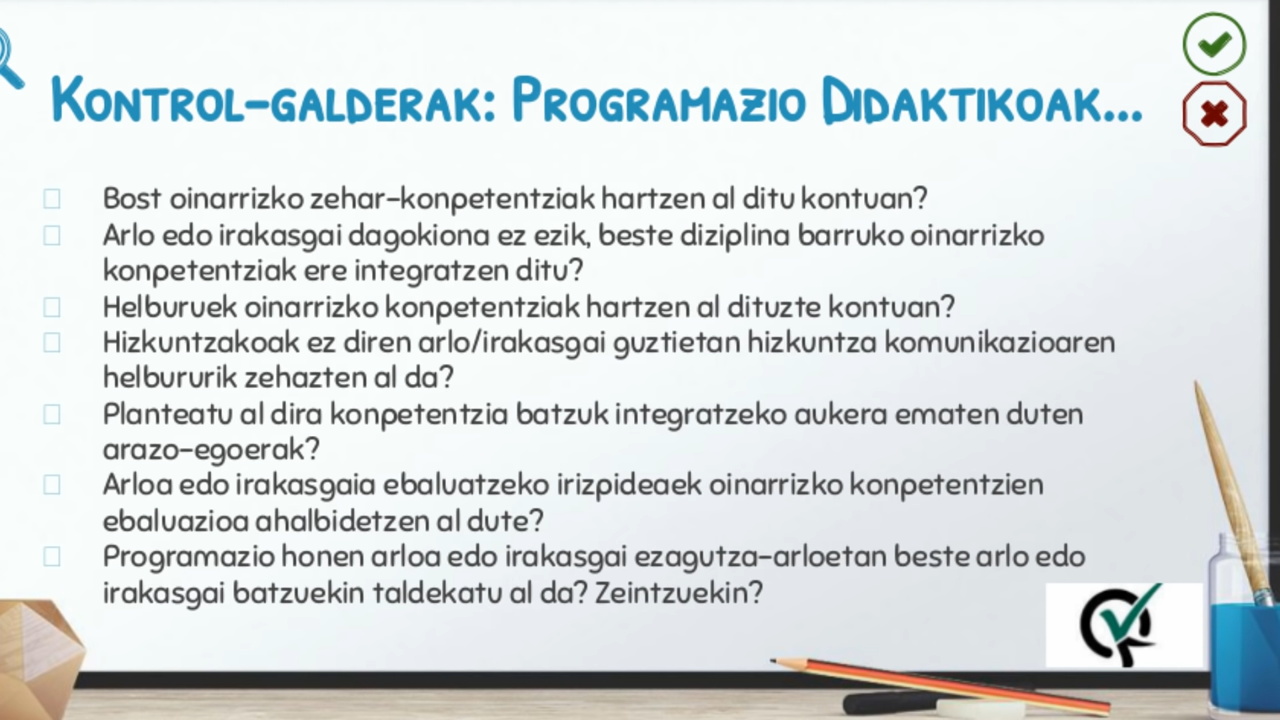 Kontrol-galderak: Programazio Didaktikoak...
Bost oinarrizko zehar-konpetentziak hartzen al ditu kontuan?
Arlo edo irakasgai dagokiona ez ezik, beste diziplina barruko oinarrizko
konpetentziak ere integratzen ditu?
Helburuek oinarrizko konpetentziak hartzen al dituzte kontuan?
Hizkuntzakoak ez diren arlo/irakasgai guztietan hizkuntza komunikazioaren
helbururik zehazten al da?
Planteatu al dira konpetentzia batzuk integratzeko aukera ematen duten
arazo-egoerak?
Arloa edo irakasgaia ebaluatzeko irizpideaek oinarrizko konpetentzien
ebaluazioa ahalbidetzen al dute?
Programazio honen arloa edo irakasgai ezagutza-arloetan beste arlo edo
irakasgai batzuekin taldekatu al da? Zeintzuekin?